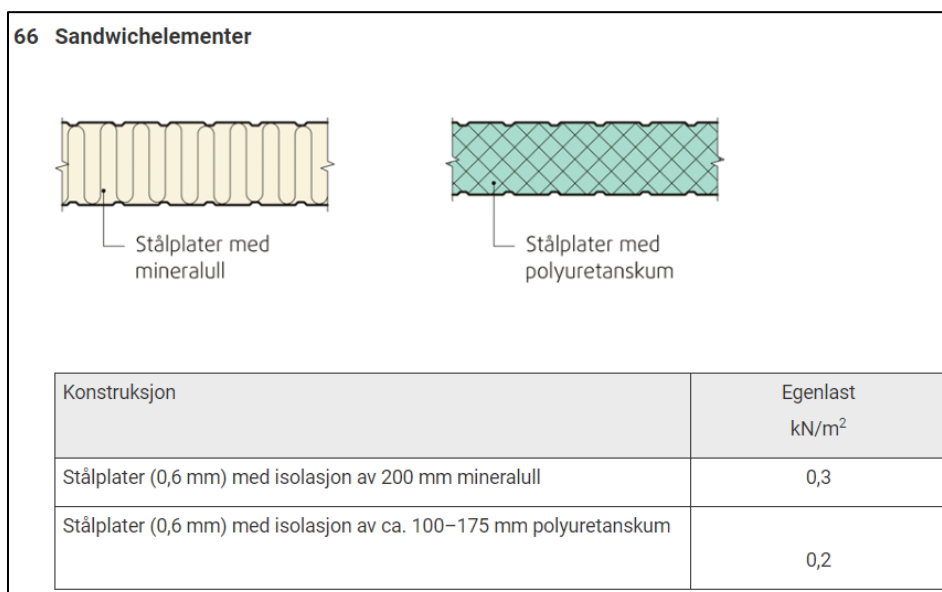 66 Sandwichelementer
Stålplater med
mineralull
Stålplater med
polyuretanskum
Konstruksjon
Egenlast
kN/m²
Stålplater (0,6 mm) med isolasjon av 200 mm mineralull
0,3
Stålplater (0,6 mm) med isolasjon av ca. 100–175 mm polyuretanskum
0,2